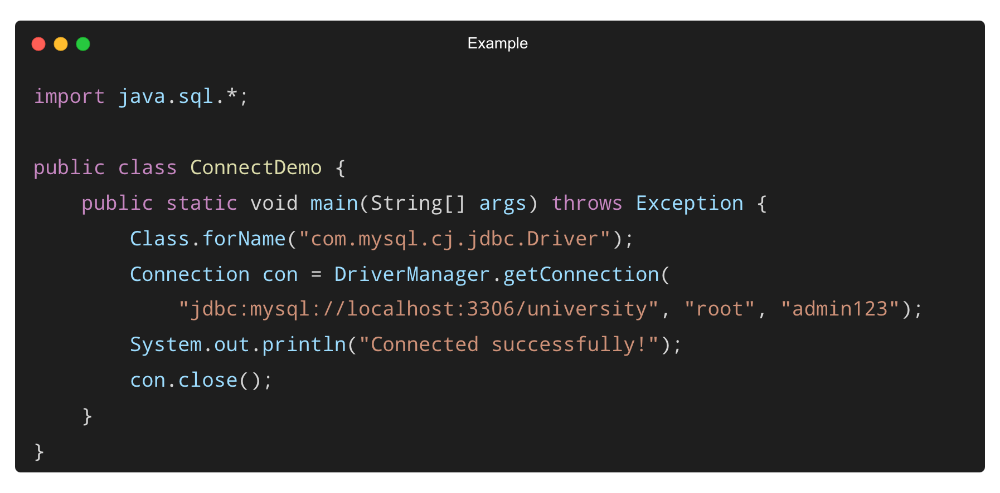 Example
import java.sql.*;
public class ConnectDemo {
    public static void main(String[] args) throws Exception {
        Class.forName("com.mysql.cj.jdbc.Driver");
        Connection con = DriverManager.getConnection(
            "jdbc:mysql://localhost:3306/university", "root", "admin123");
        System.out.println("Connected successfully!");
        con.close();
    }
}